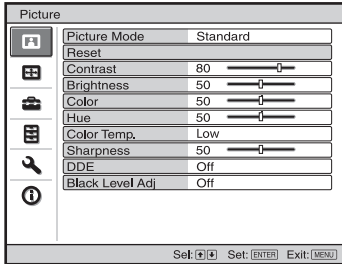 Picture
Picture Mode Standard
Reset
Contrast 80
Brightness 50
Color 50
Hue 50
Color Temp. Low
Sharpness 50
DDE Off
Black Level Adj Off
Sel: Set: ENTER Exit: MENU